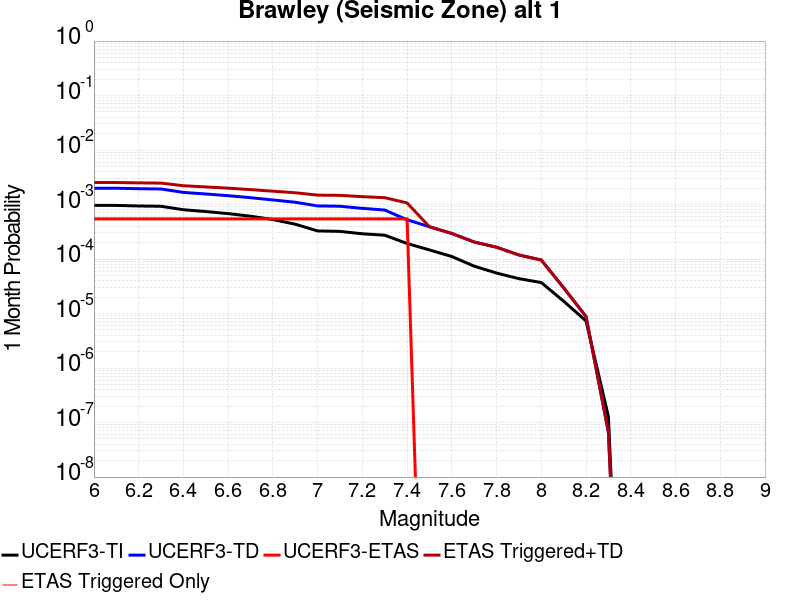 Brawley (Seismic Zone) alt 1
10^0
10^-1
10^-2
10^-3
10^-4
10^-5
10^-6
10^-7
10^-8
1 Month Probability
6 6.2 6.4 6.6 6.8 7 7.2 7.4 7.6 7.8 8 8.2 8.4 8.6 8.8 9
Magnitude
UCERF3-TI UCERF3-TD UCERF3-ETAS ETAS Triggered+TD
ETAS Triggered Only